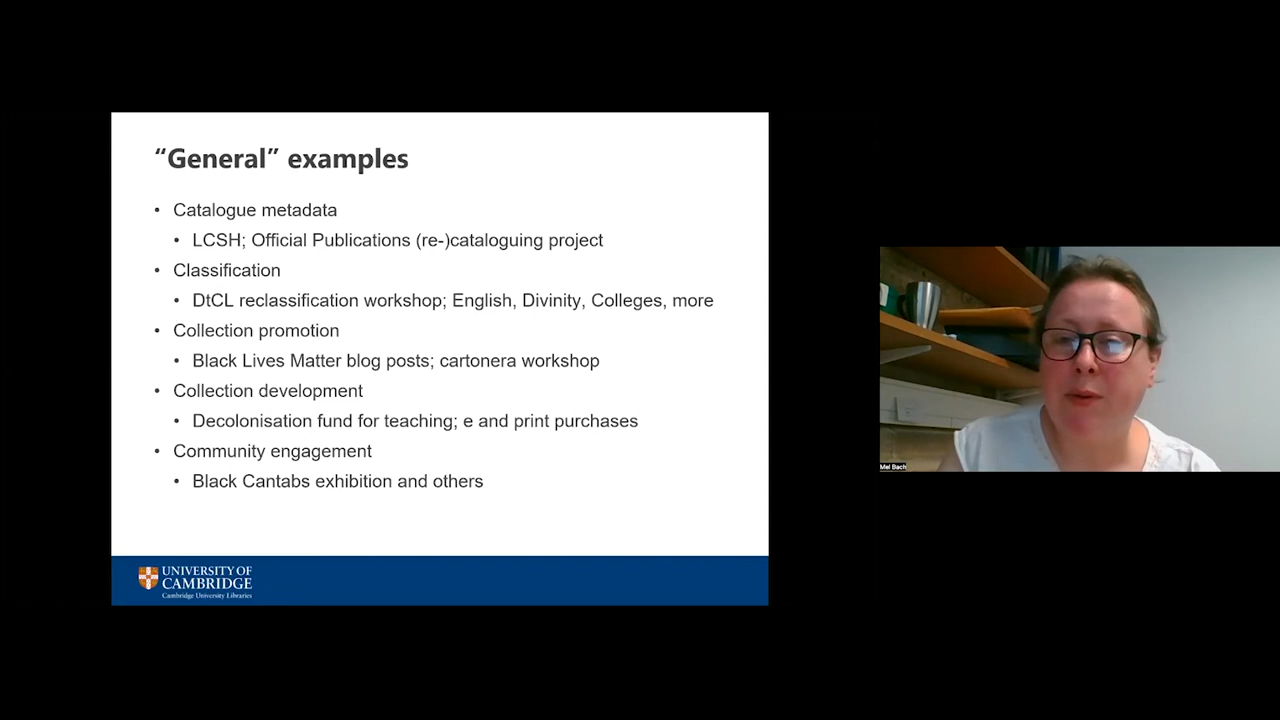 “General” examples
• Catalogue metadata
• LCSH; Official Publications (re-)cataloguing project
• Classification
• DtCL reclassification workshop; English, Divinity, Colleges, more
• Collection promotion
• Black Lives Matter blog posts; cartonera workshop
• Collection development
• Decolonisation fund for teaching; e and print purchases
• Community engagement
• Black Cantabs exhibition and others
UNIVERSITY OF
CAMBRIDGE
Cambridge University Libraries
Mel Bach